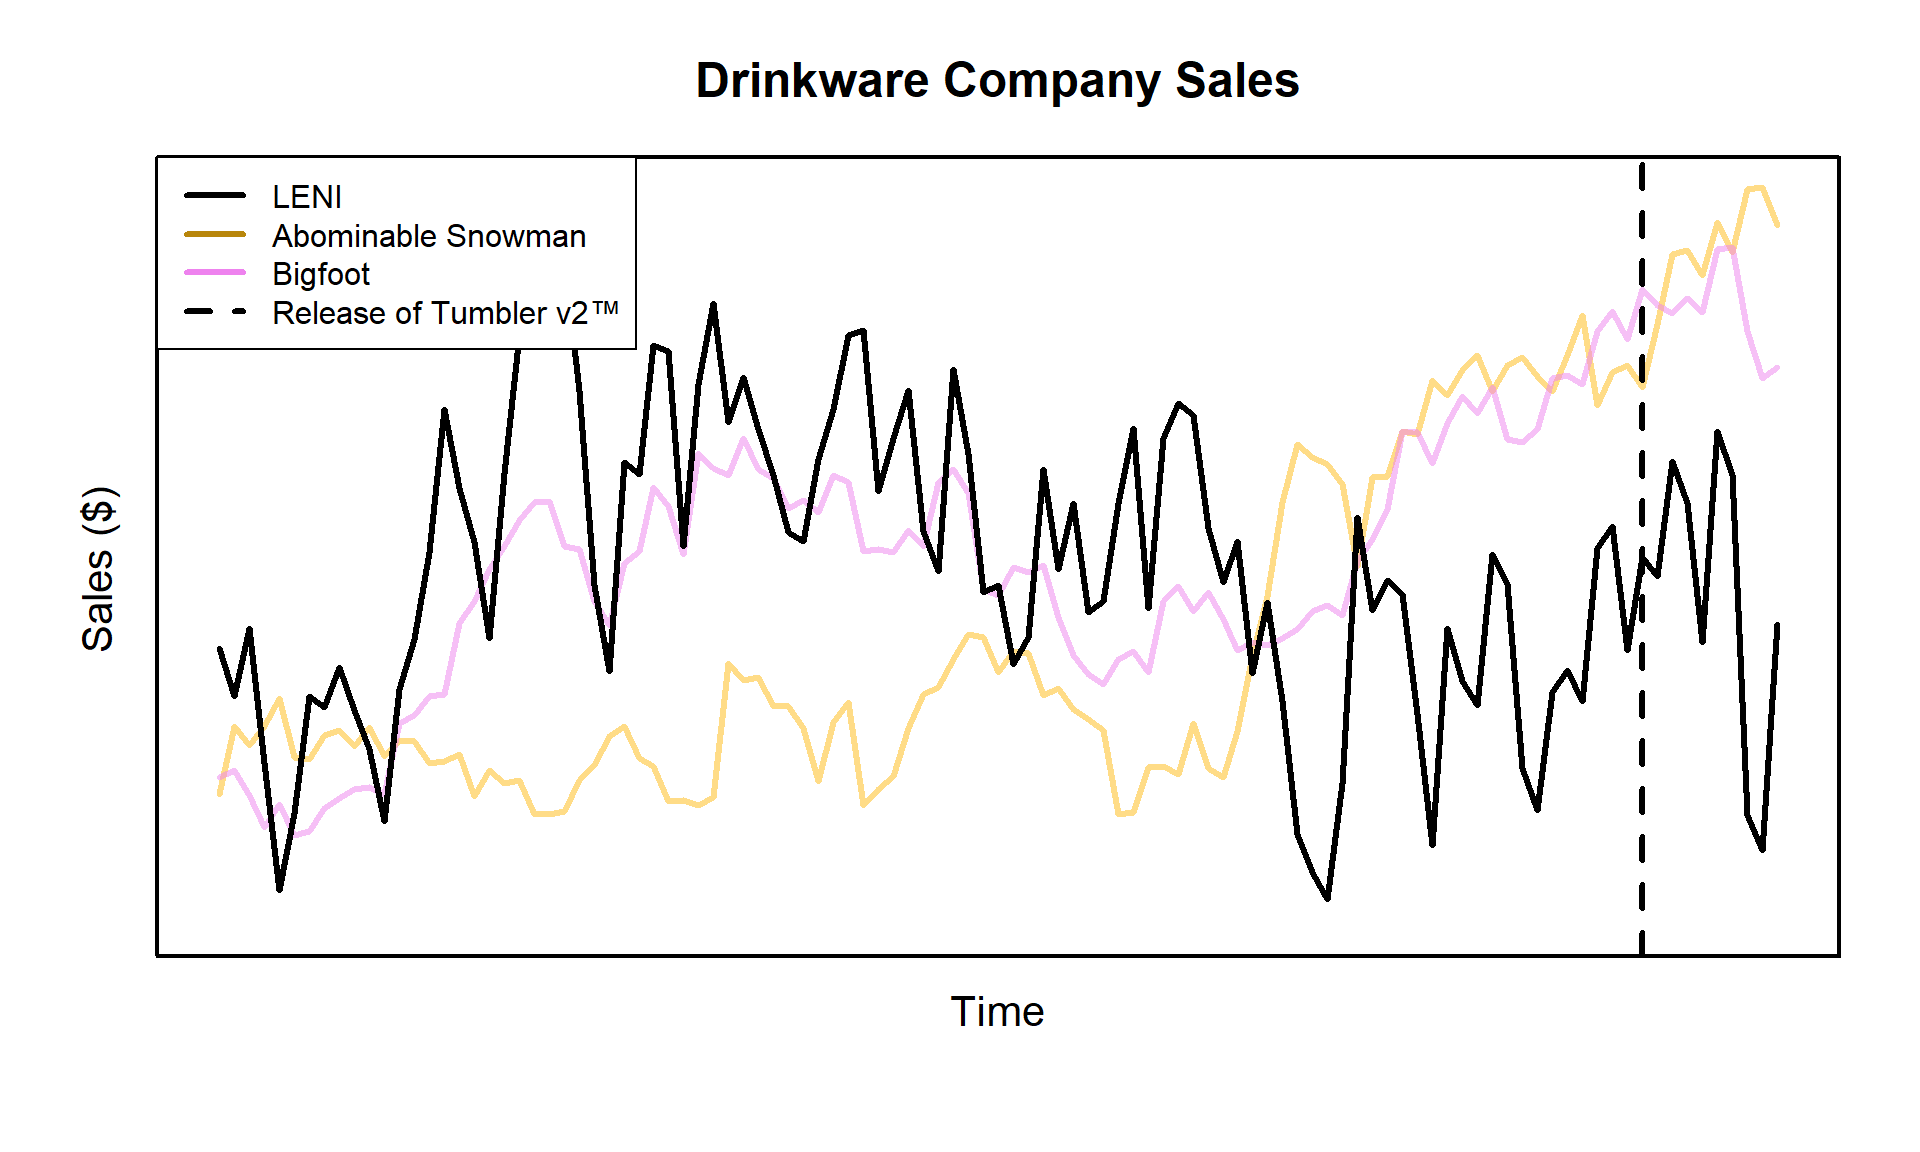 Drinkware Company Sales
LENI
Abominable Snowman
Bigfoot
Release of Tumbler v2™
Sales ($)
Time